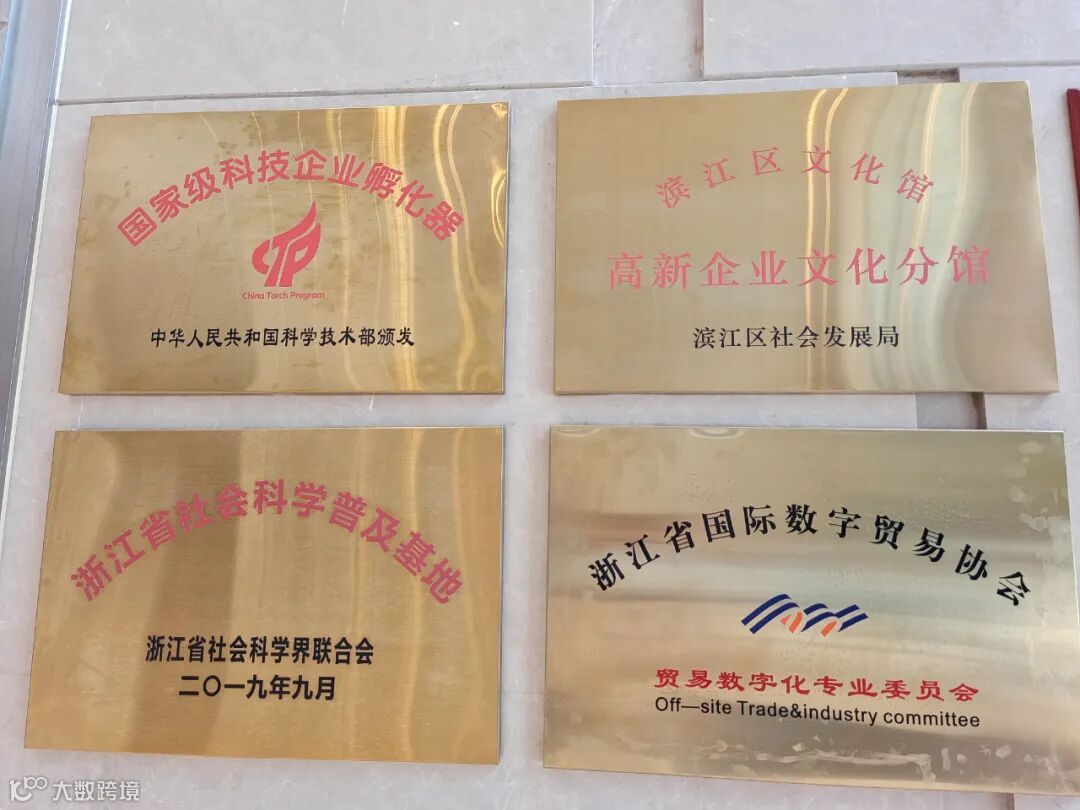 国家级科技企业孵化器
China Torch Program
中华人民共和国科学技术部颁发
滨江区文化馆
高新企业文化分馆
滨江区社会发展局
浙江省社会科学普及基地
浙江省社会科学界联合会
二〇一九年九月
浙江省国际数字贸易协会
贸易数字化专业委员会
Off—site Trade&industry committee
大数跨境